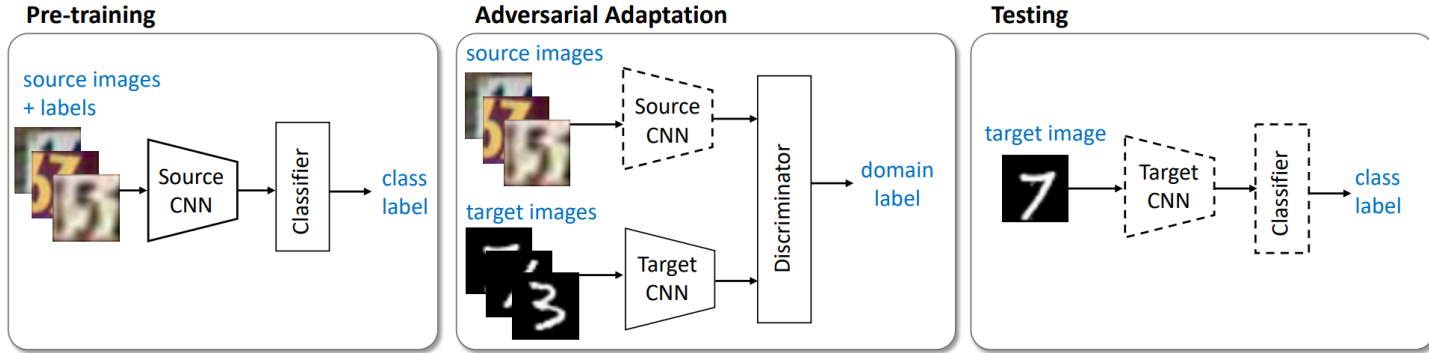 Pre-training
source images
+ labels
Source
CNN
Classifier
class
label
Adversarial Adaptation
source images
Source
CNN
target images
Target
CNN
Discriminator
domain
label
Testing
target image
7
Target
CNN
Classifier
class
label